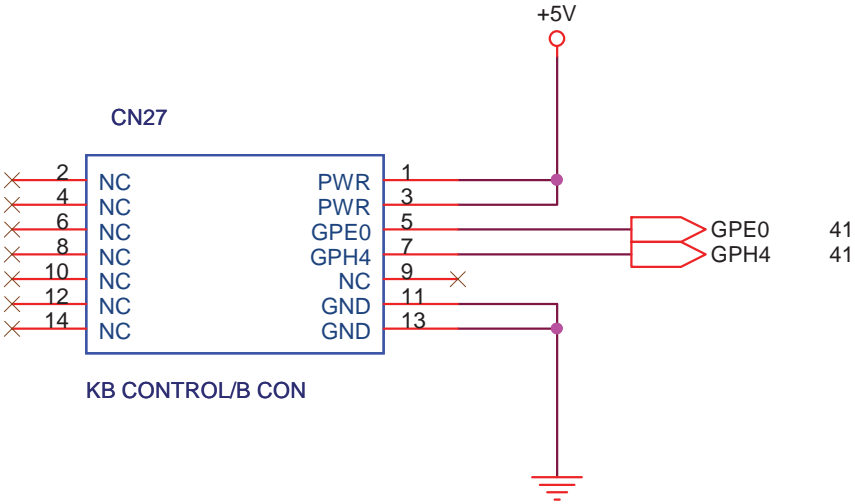 +5V
CN27
2 NC PWR 1
4 NC PWR 3
6 NC GPE0 5 GPE0 41
8 NC GPH4 7 GPH4 41
10 NC NC 9
12 NC GND 11
14 NC GND 13
KB CONTROL/B CON